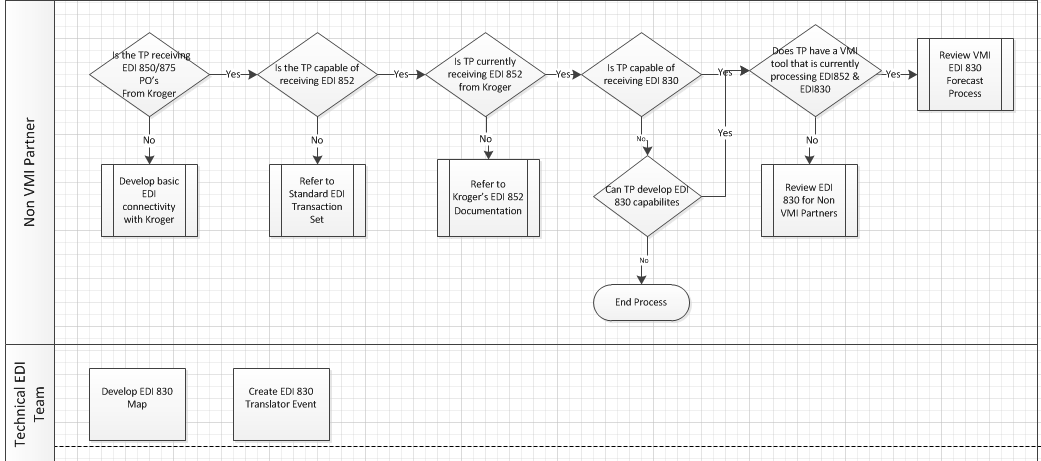 Non VMI Partner
Is the TP receiving
EDI 850/875
PO's
From Kroger
Yes
Is the TP capable of
receiving EDI 852
Yes
Is TP currently
receiving EDI 852
from Kroger
Yes
Is TP capable of
receiving EDI 830
Yes
Does TP have a VMI
tool that is currently
processing EDI852 &
EDI830
Yes
Review VMI
EDI 830
Forecast
Process
No
No
No
No
Yes
No
Develop basic
EDI
connectivity
with Kroger
Refer to
Standard EDI
Transaction
Set
Refer to
Kroger's EDI 852
Documentation
Can TP develop EDI
830 capabilites
Review EDI
830 for Non
VMI Partners
No
End Process
Technical EDI
Team
Develop EDI 830
Map
Create EDI 830
Translator Event